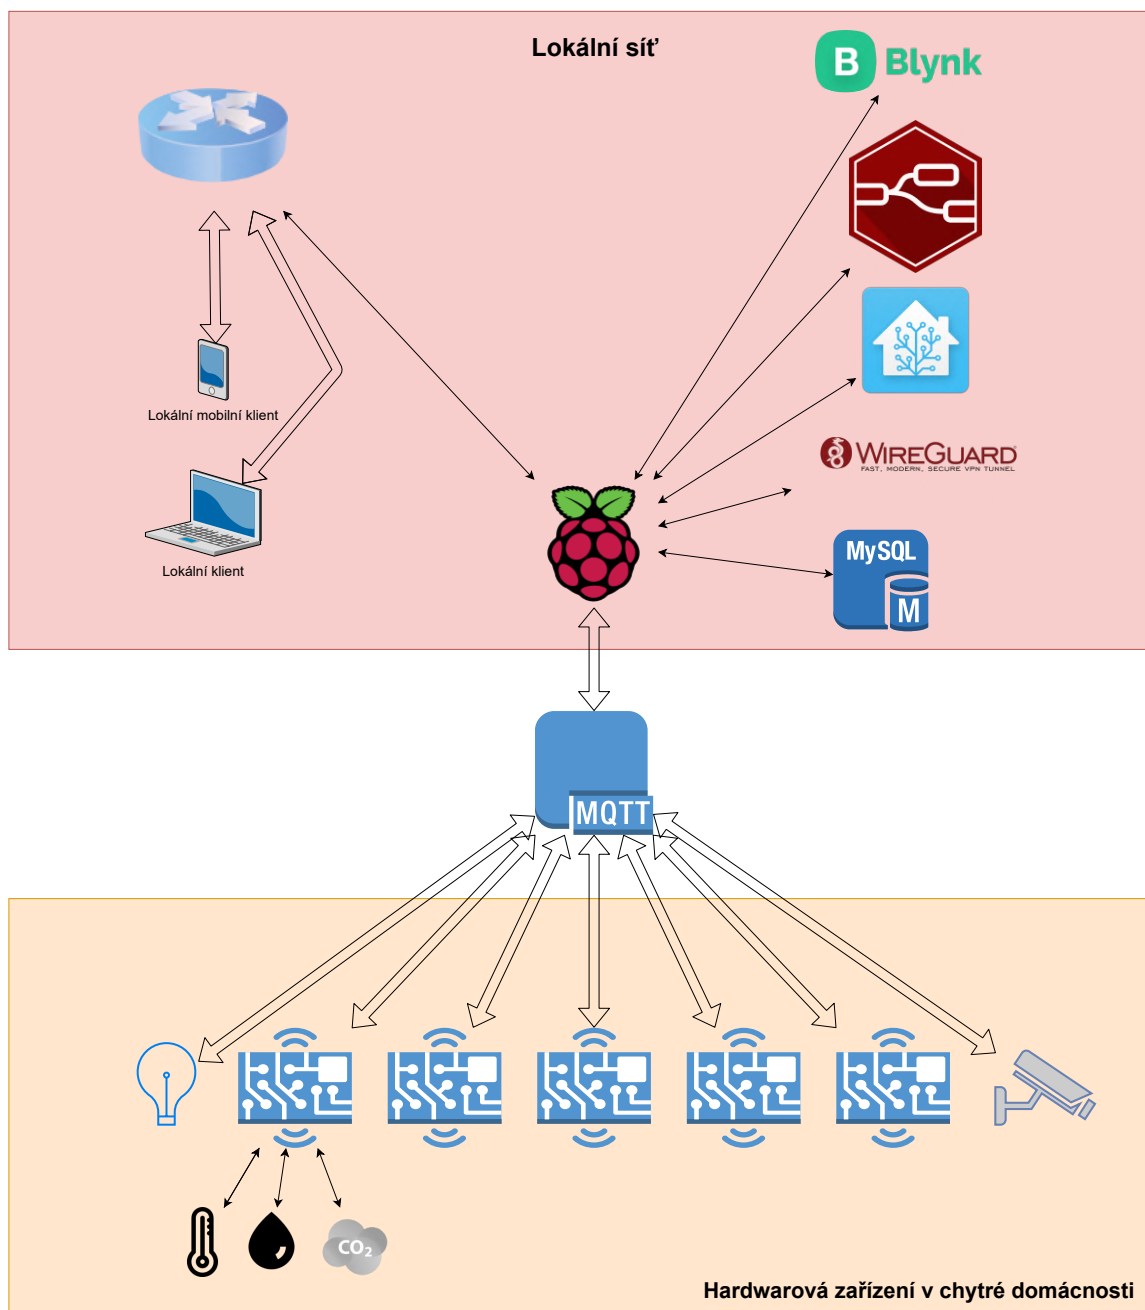 Lokální síť
B Blynk
Lokální mobilní klient
WIREGUARD
FAST, MODERN, SECURE VPN TUNNEL
MySQL
M
Lokální klient
MQTT
CO2
Hardwarová zařízení v chytré domácnosti